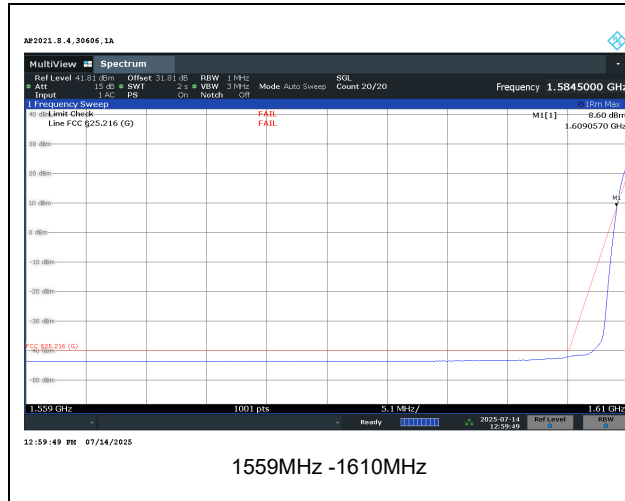 AP2021.8.4,30606,1A
MultiView Spectrum
Ref Level 41.81 dBm Offset 31.81 dB RBW 1 MHz SGL
Att 15 dB SWT 2 s VBW 3 MHz Mode Auto Sweep Count 20/20 Frequency 1.5845000 GHz
Input 1 AC PS On Notch Off
1 Frequency Sweep 1Rm Max
40 dBm Limit Check FAIL M1[1] 8.60 dBm
Line FCC §25.216 (G) FAIL 1.6090570 GHz
30 dBm
20 dBm
10 dBm M1
0 dBm
-10 dBm
-20 dBm
-30 dBm
FCC §25.216 (G)
-40 dBm
-50 dBm
1.559 GHz 1001 pts 5.1 MHz/ 1.61 GHz
Ready 2025-07-14 Ref Level RBW
12:59:49
12:59:49 PM 07/14/2025
1559MHz -1610MHz